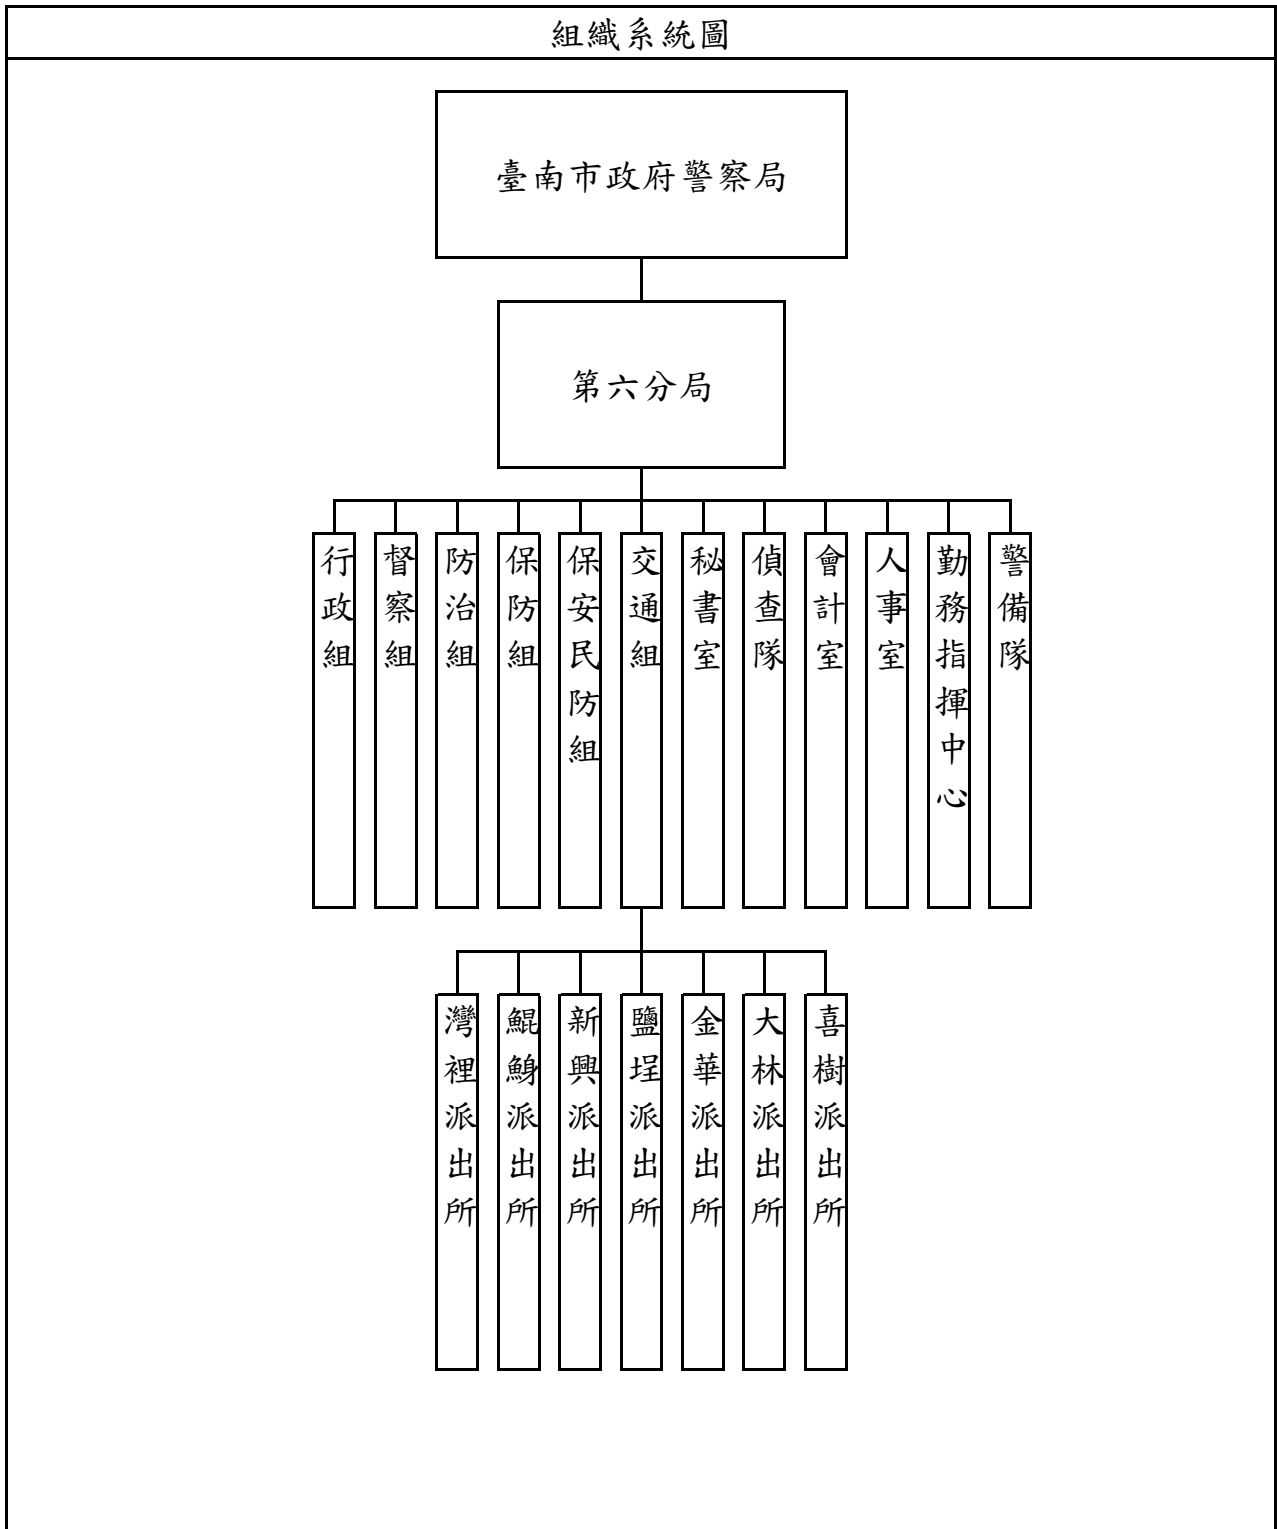 組織系統圖
臺南市政府警察局
第六分局
行政組
督察組
防治組
保防組
保安民防組
交通組
秘書室
偵查隊
會計室
人事室
勤務指揮中心
警備隊
灣裡派出所
鯤鯓派出所
新興派出所
鹽埕派出所
金華派出所
大林派出所
喜樹派出所